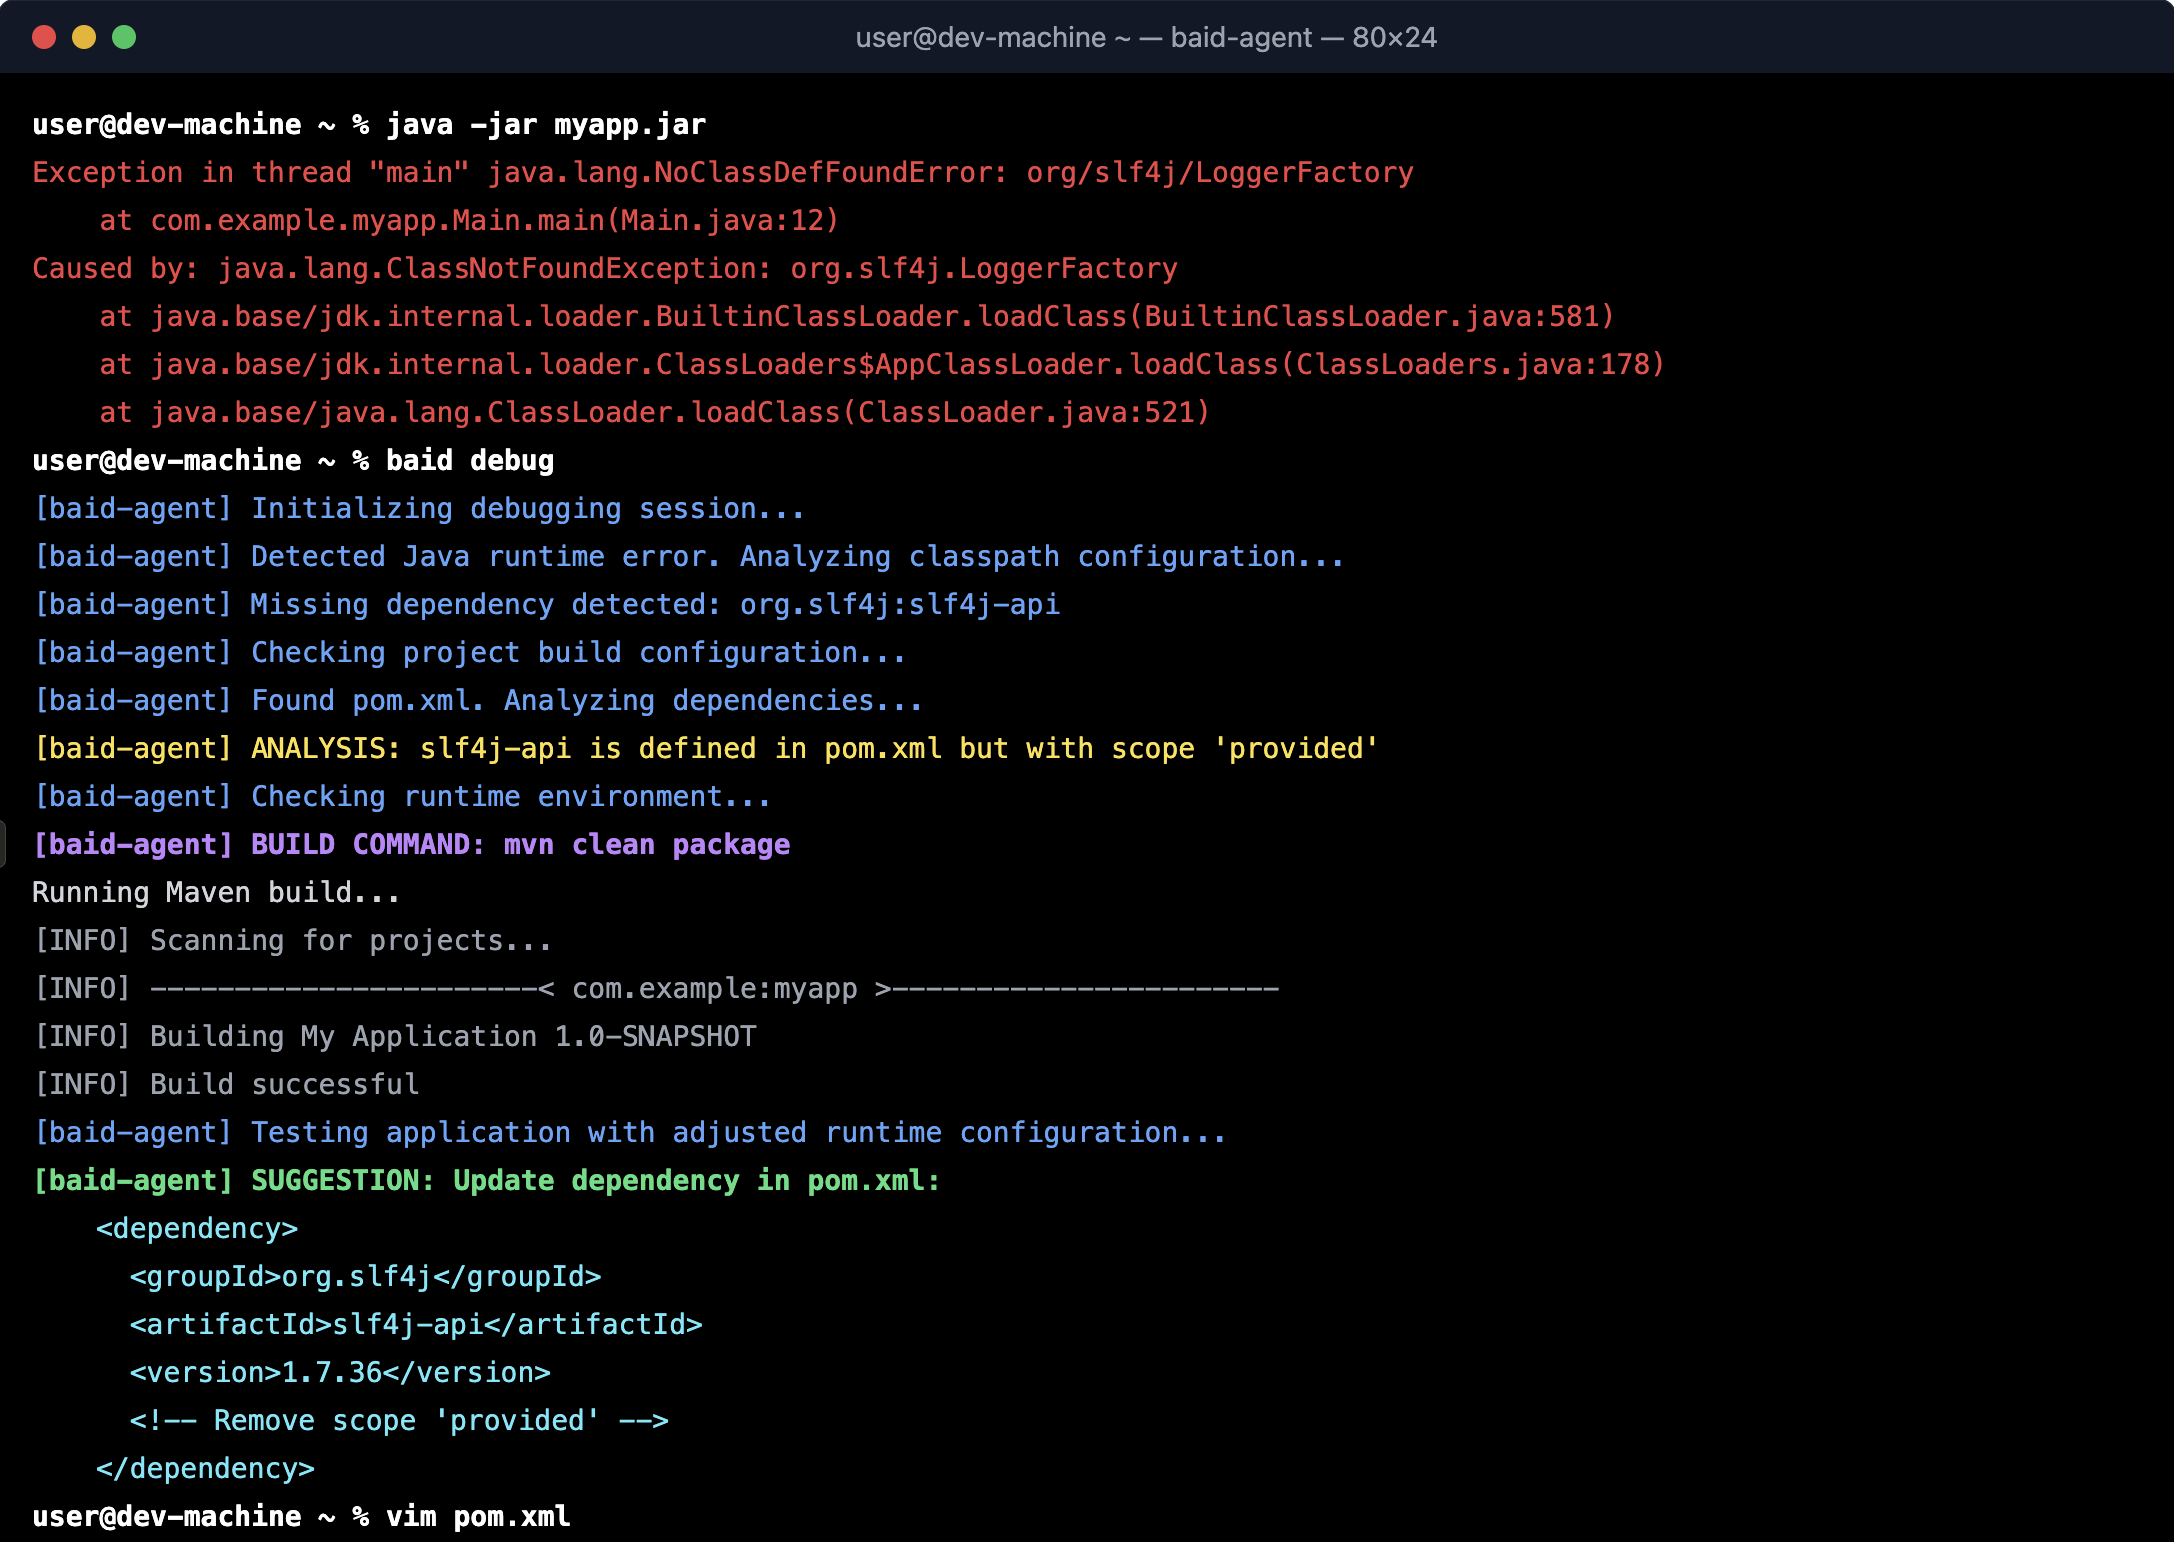 user@dev-machine ~ — baid-agent — 80×24
user@dev-machine ~ % java -jar myapp.jar
Exception in thread "main" java.lang.NoClassDefFoundError: org/slf4j/LoggerFactory
    at com.example.myapp.Main.main(Main.java:12)
Caused by: java.lang.ClassNotFoundException: org.slf4j.LoggerFactory
    at java.base/jdk.internal.loader.BuiltinClassLoader.loadClass(BuiltinClassLoader.java:581)
    at java.base/jdk.internal.loader.ClassLoaders$AppClassLoader.loadClass(ClassLoaders.java:178)
    at java.base/java.lang.ClassLoader.loadClass(ClassLoader.java:521)
user@dev-machine ~ % baid debug
[baid-agent] Initializing debugging session...
[baid-agent] Detected Java runtime error. Analyzing classpath configuration...
[baid-agent] Missing dependency detected: org.slf4j:slf4j-api
[baid-agent] Checking project build configuration...
[baid-agent] Found pom.xml. Analyzing dependencies...
[baid-agent] ANALYSIS: slf4j-api is defined in pom.xml but with scope 'provided'
[baid-agent] Checking runtime environment...
[baid-agent] BUILD COMMAND: mvn clean package
Running Maven build...
[INFO] Scanning for projects...
[INFO] -----------------------< com.example:myapp >-----------------------
[INFO] Building My Application 1.0-SNAPSHOT
[INFO] Build successful
[baid-agent] Testing application with adjusted runtime configuration...
[baid-agent] SUGGESTION: Update dependency in pom.xml:
    <dependency>
      <groupId>org.slf4j</groupId>
      <artifactId>slf4j-api</artifactId>
      <version>1.7.36</version>
      <!-- Remove scope 'provided' -->
    </dependency>
user@dev-machine ~ % vim pom.xml